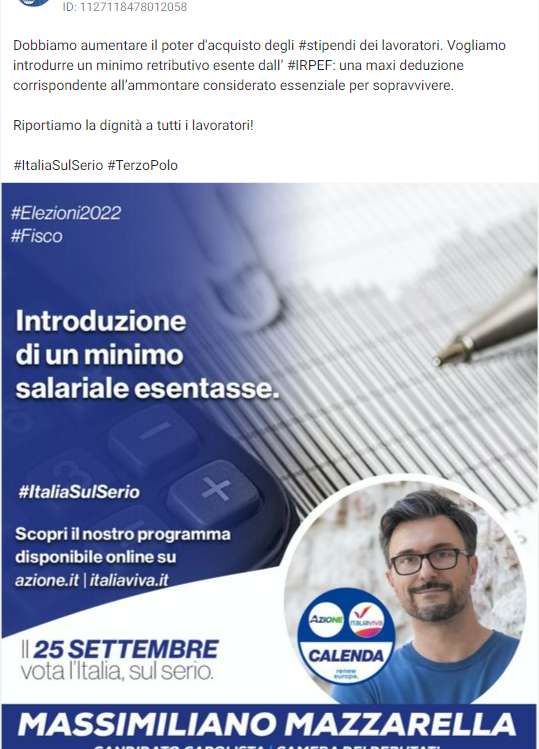 ID: 1127118478012058
Dobbiamo aumentare il poter d'acquisto degli #stipendi dei lavoratori. Vogliamo
introdurre un minimo retributivo esente dall' #IRPEF: una maxi deduzione
corrispondente all'ammontare considerato essenziale per sopravvivere.
Riportiamo la dignità a tutti i lavoratori!
#ItaliaSulSerio #TerzoPolo
#Elezioni2022
#Fisco
Introduzione
di un minimo
salariale esentasse.
#ItaliaSulSerio
Scopri il nostro programma
disponibile online su
azione.it | italiaviva.it
Il 25 SETTEMBRE
vota l'Italia, sul serio.
AZIONE
ITALIAVIVA
CALENDA
renew
europe.
MASSIMILIANO MAZZARELLA
CANDIDATO CAPOLISTA | CAMERA DEI DEPUTATI